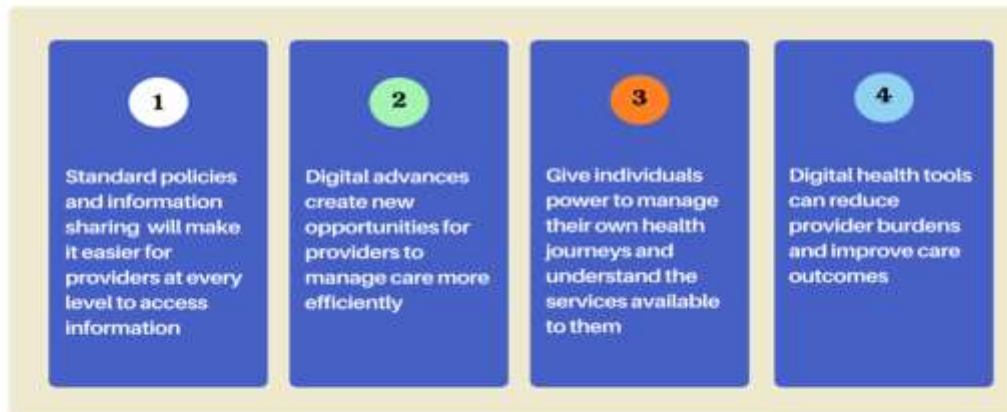 1
Standard policies
and information
sharing will make
it easier for
providers at every
level to access
information
2
Digital advances
create new
opportunities for
providers to
manage care more
efficiently
3
Give individuals
power to manage
their own health
journeys and
understand the
services available
to them
4
Digital health tools
can reduce
provider burdens
and improve care
outcomes